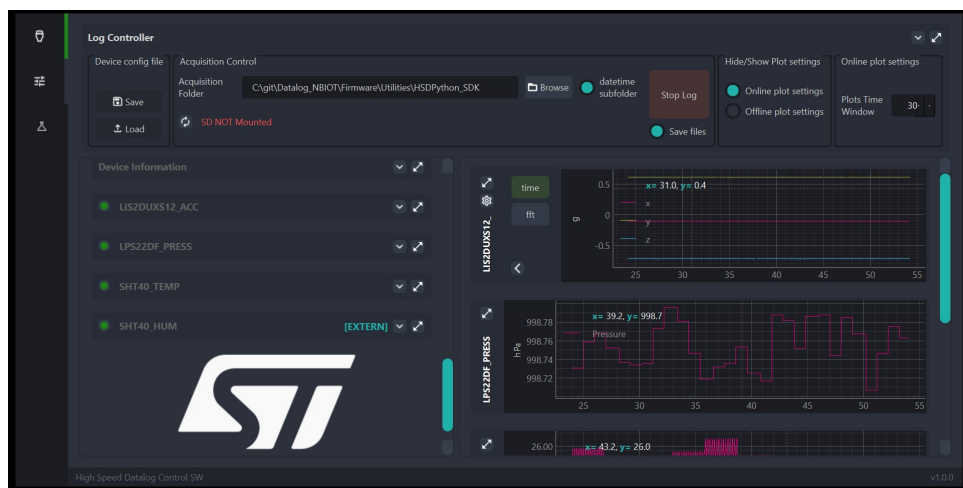 Log Controller
Device config file
Save
Load
Acquisition Control
Acquisition Folder
C:\git\Datalog_NBIOT\Firmware\Utilities\HSDPython_SDK
Browse
datetime subfolder
SD NOT Mounted
Stop Log
Save files
Hide/Show Plot settings
Online plot settings
Offline plot settings
Online plot settings
Plots Time Window
30
Device Information
LIS2DUXS12_ACC
LPS22DF_PRESS
SHT40_TEMP
SHT40_HUM [EXTERN]
ST
LIS2DUXS12_
time
fft
g
0.5
0
-0.5
x= 31.0, y= 0.4
x
y
z
25 30 35 40 45 50 55
LPS22DF_PRESS
hPa
998.78
998.76
998.74
998.72
x= 39.2, y= 998.7
Pressure
25 30 35 40 45 50 55
26.00
x= 43.2, y= 26.0
High Speed Datalog Control SW
v1.0.0